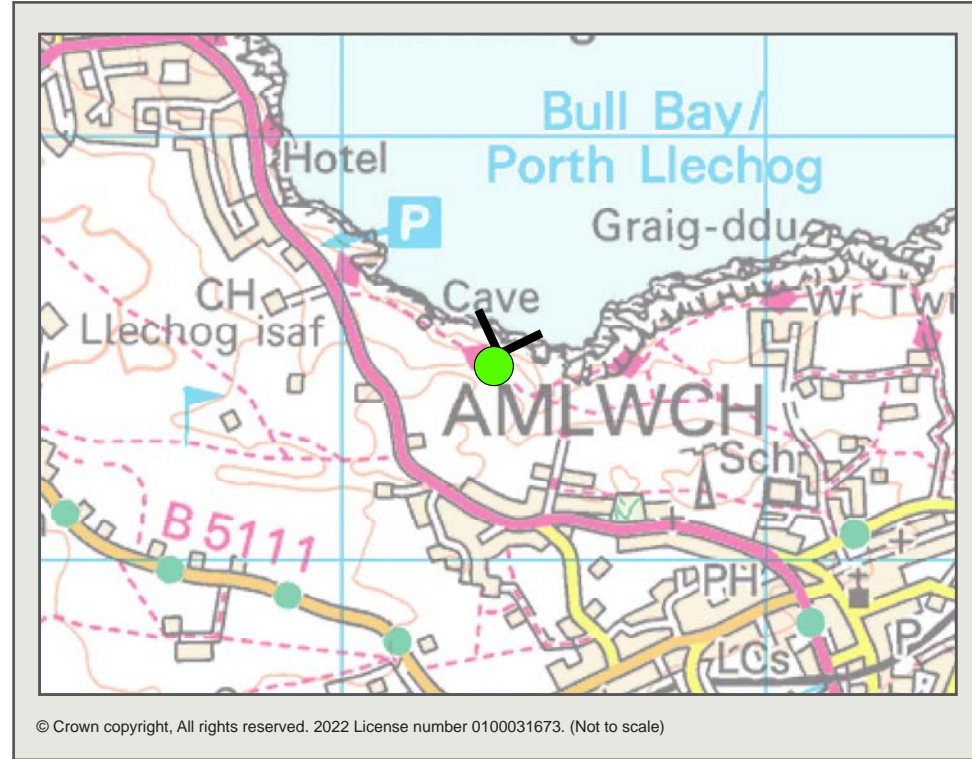 Bull Bay/
Porth Llechog
Hotel
P
Graig-ddu
CH
Llechog isaf
Cave
Wr Twr
AMLWCH
Sch
B 5111
PH
LCs
P
© Crown copyright, All rights reserved. 2022 License number 0100031673. (Not to scale)